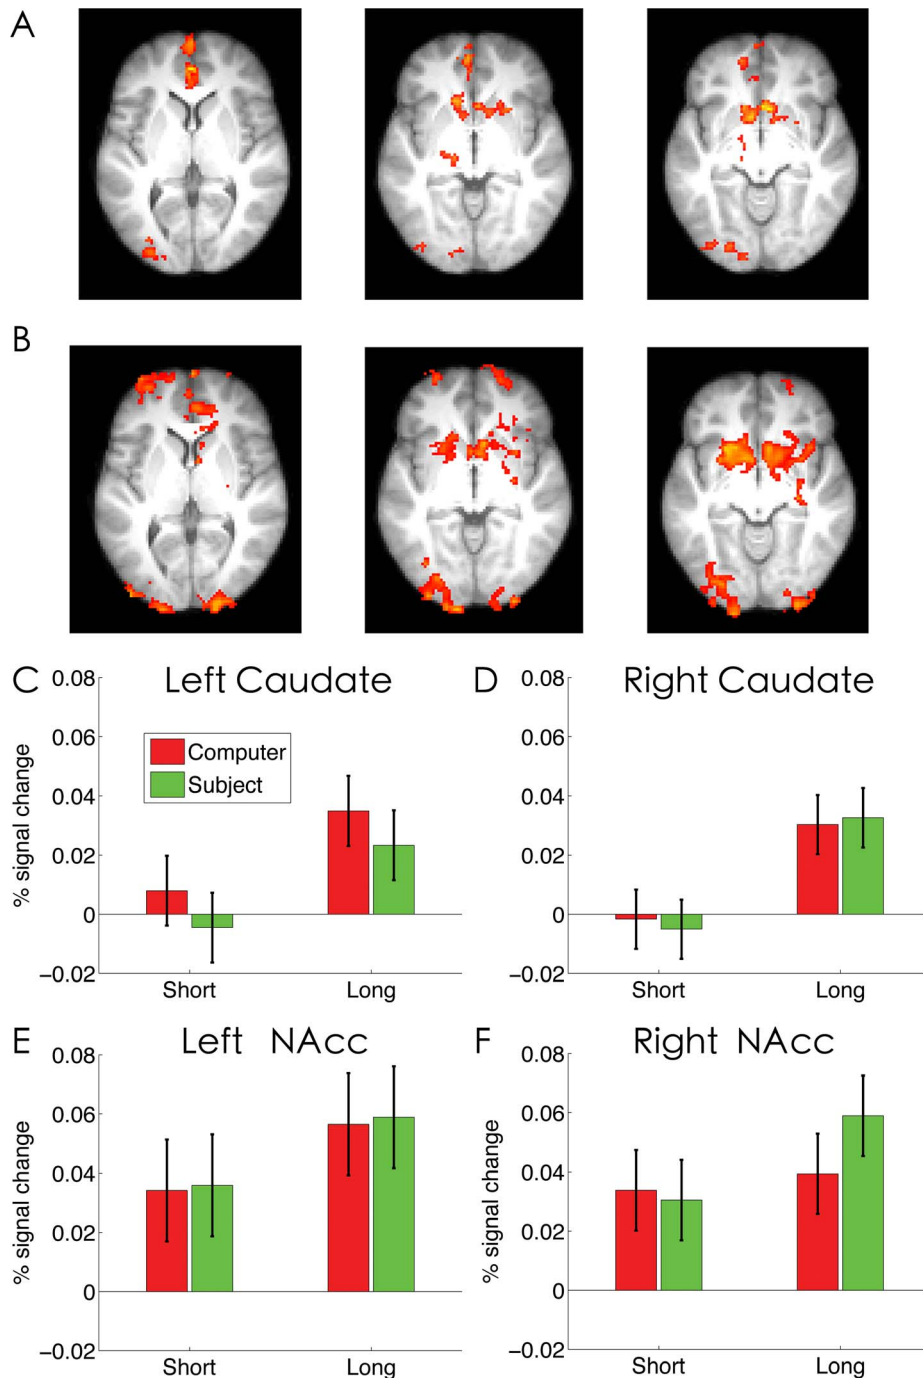 A
B
C
Left Caudate
0.08
0.06
0.04
0.02
0
−0.02
% signal change
Computer
Subject
Short
Long
D
Right Caudate
0.08
0.06
0.04
0.02
0
−0.02
Short
Long
E
Left NAcc
0.08
0.06
0.04
0.02
0
−0.02
% signal change
Short
Long
F
Right NAcc
0.08
0.06
0.04
0.02
0
−0.02
% signal change
Short
Long